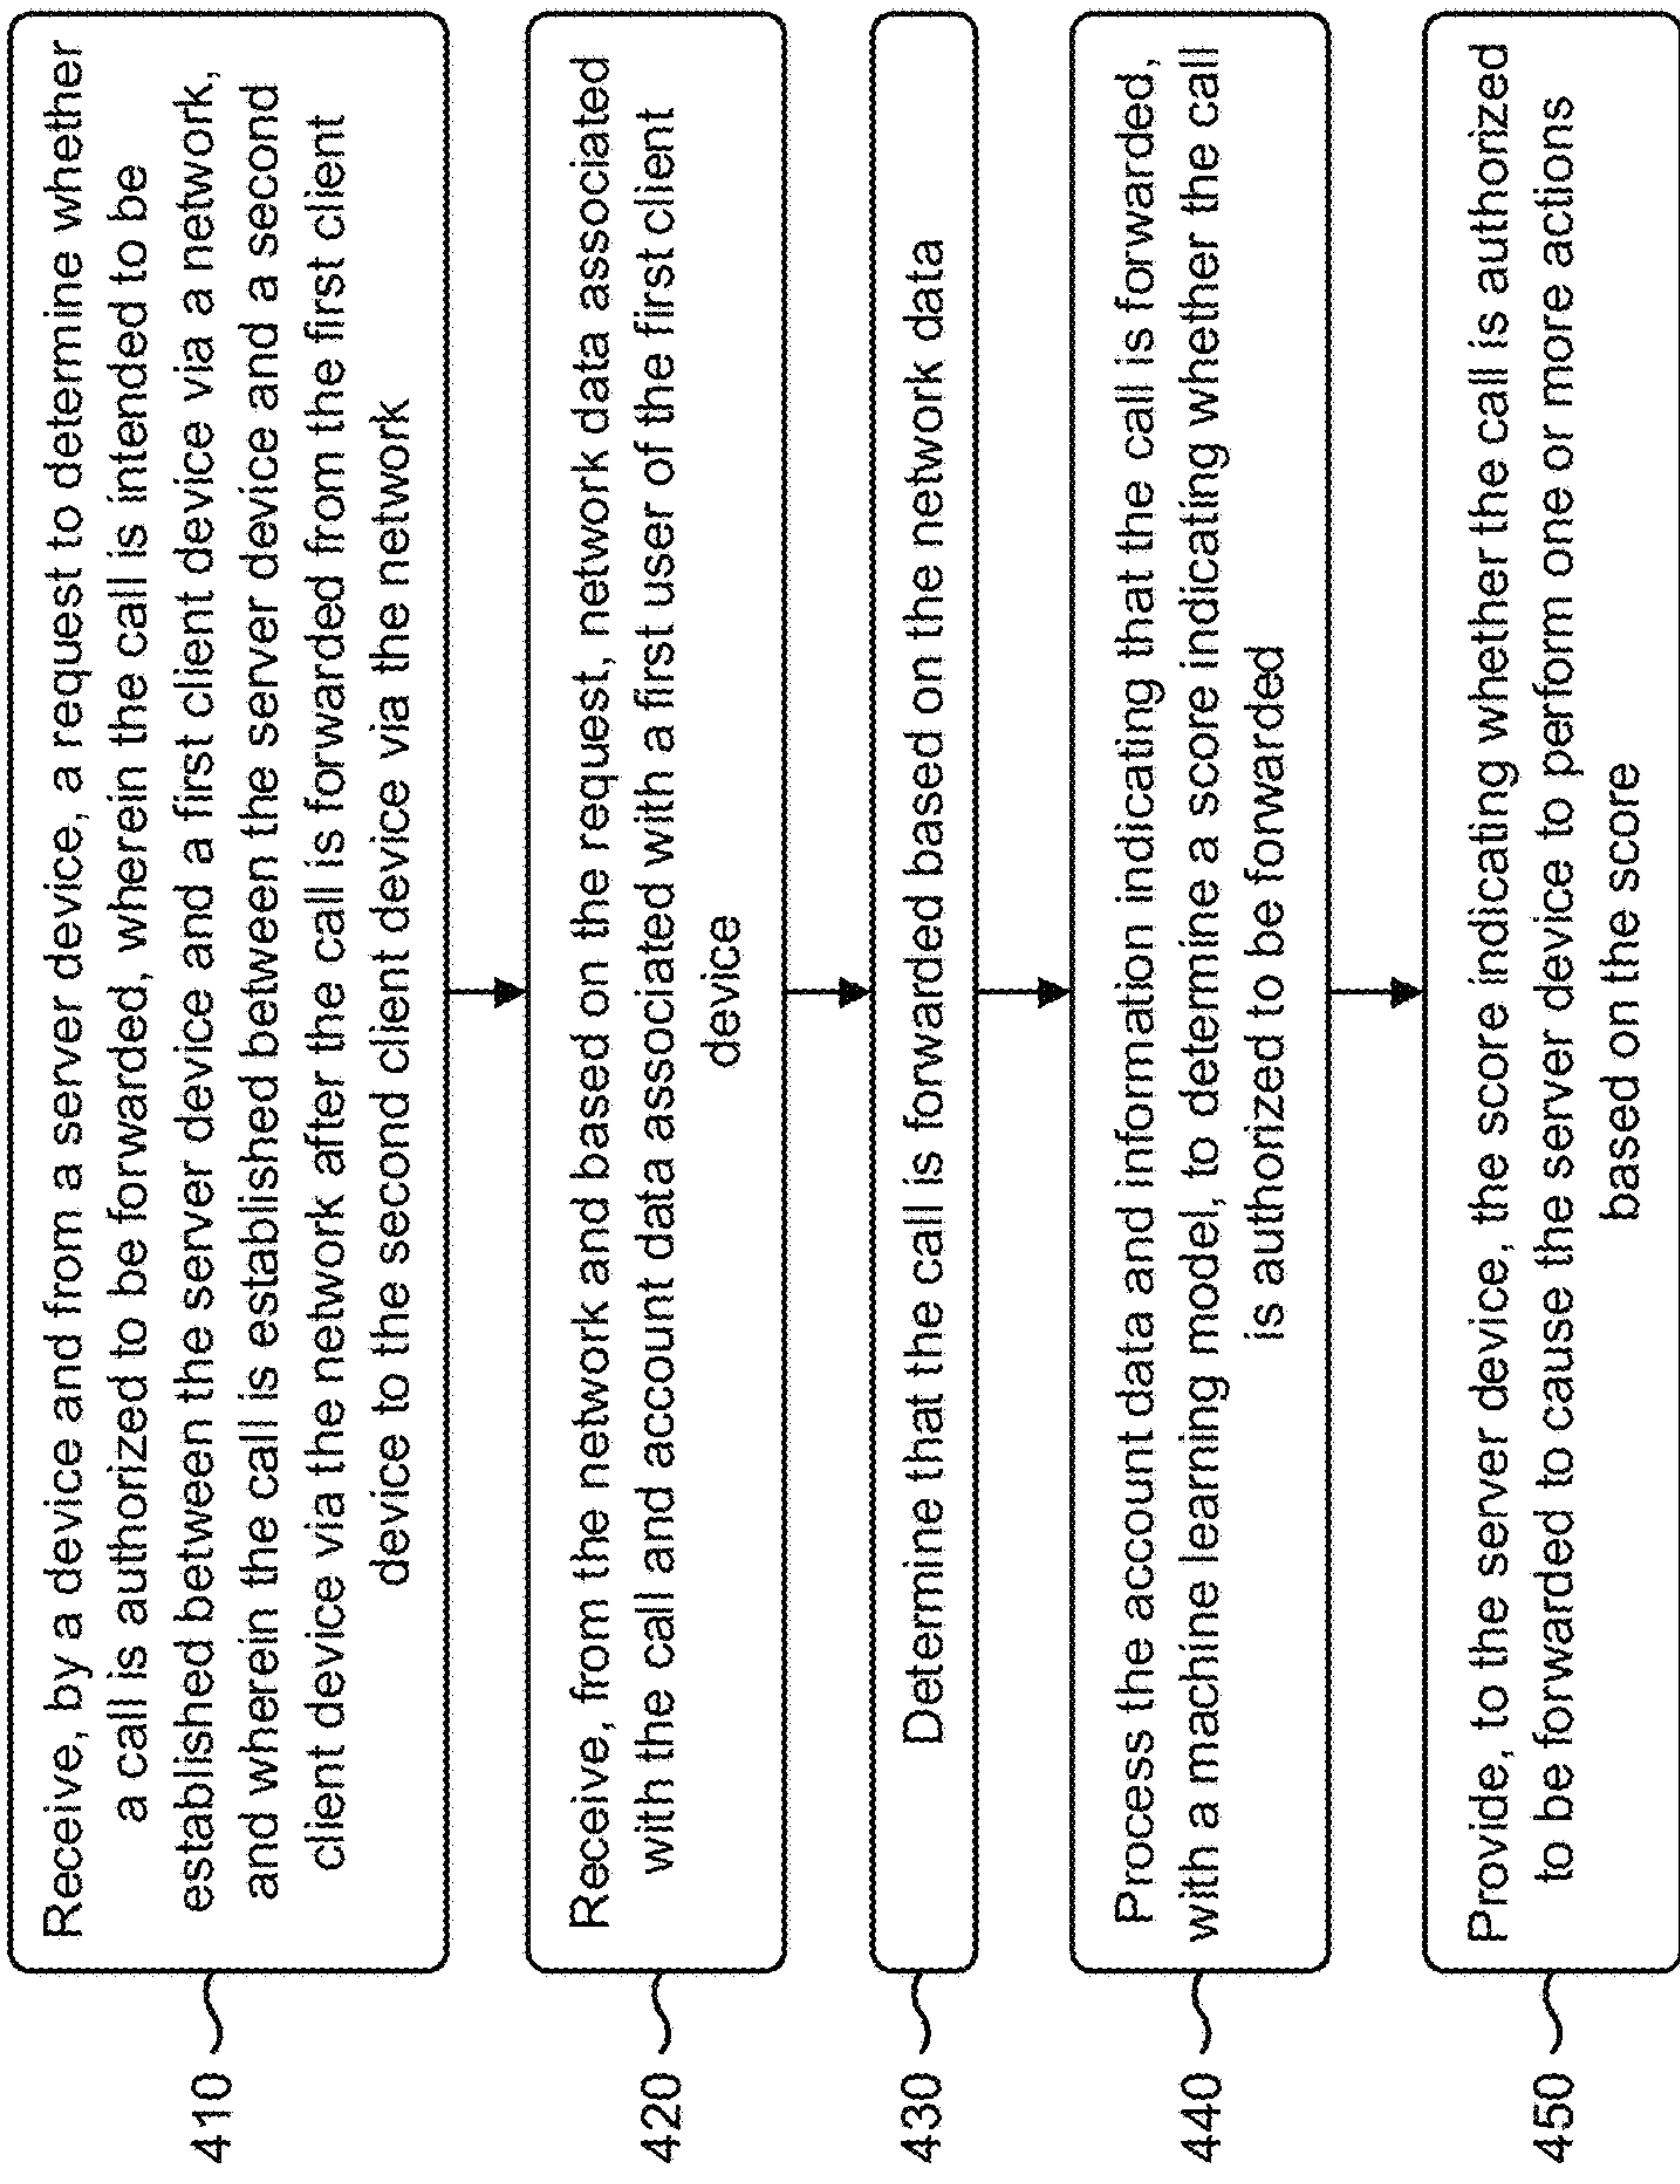 410
Receive, by a device and from a server device, a request to determine whether
a call is authorized to be forwarded, wherein the call is intended to be
established between the server device and a first client device via a network,
and wherein the call is established between the server device and a second
client device via the network after the call is forwarded from the first client
device to the second client device via the network
420
Receive, from the network and based on the request, network data associated
with the call and account data associated with a first user of the first client
device
430
Determine that the call is forwarded based on the network data
440
Process the account data and information indicating that the call is forwarded,
with a machine learning model, to determine a score indicating whether the call
is authorized to be forwarded
450
Provide, to the server device, the score indicating whether the call is authorized
to be forwarded to cause the server device to perform one or more actions
based on the score